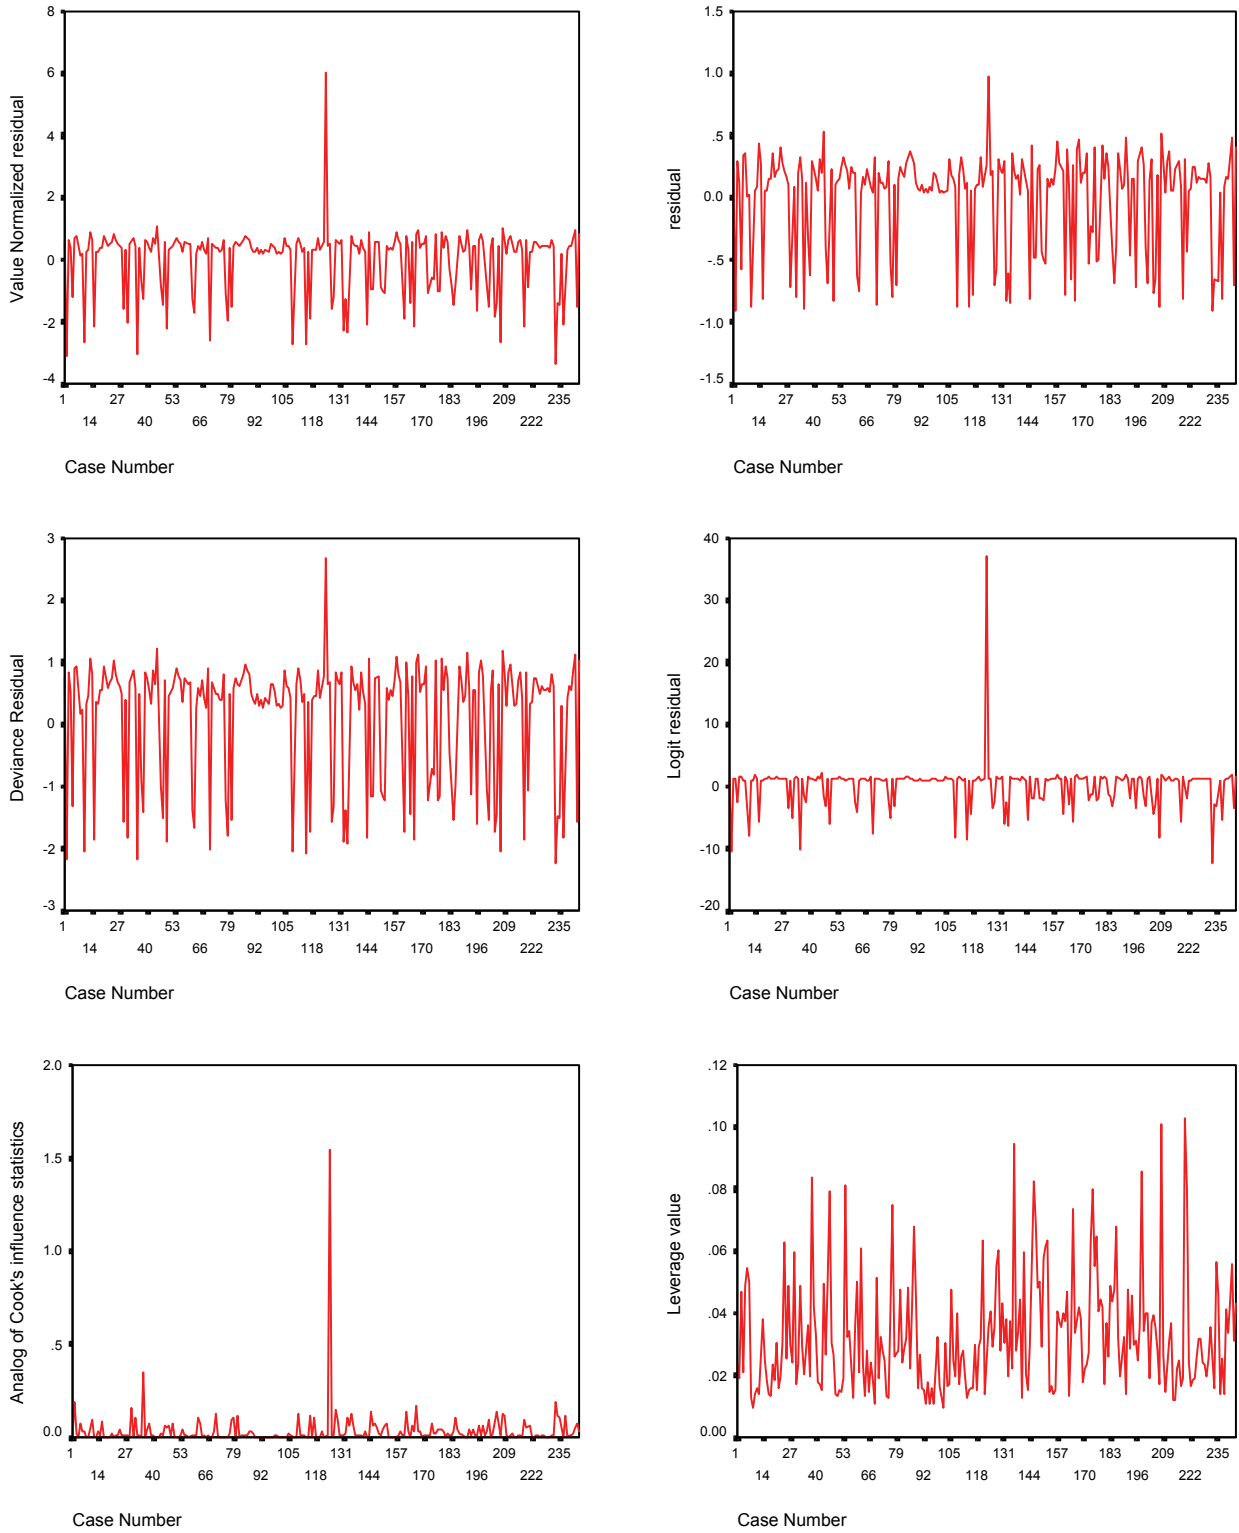 Value Normalized residual
8
6
4
2
0
-2
-4
1 27 53 79 105 131 157 183 209 235
14 40 66 92 118 144 170 196 222
Case Number
residual
1.5
1.0
.5
0.0
-.5
-1.0
-1.5
1 27 53 79 105 131 157 183 209 235
14 40 66 92 118 144 170 196 222
Case Number
Deviance Residual
3
2
1
0
-1
-2
-3
1 27 53 79 105 131 157 183 209 235
14 40 66 92 118 144 170 196 222
Case Number
Logit residual
40
30
20
10
0
-10
-20
1 27 53 79 105 131 157 183 209 235
14 40 66 92 118 144 170 196 222
Case Number
Analog of Cook's influence statistics
2.0
1.5
1.0
.5
0.0
1 27 53 79 105 131 157 183 209 235
14 40 66 92 118 144 170 196 222
Case Number
Leverage value
.12
.10
.08
.06
.04
.02
0.00
1 27 53 79 105 131 157 183 209 235
14 40 66 92 118 144 170 196 222
Case Number